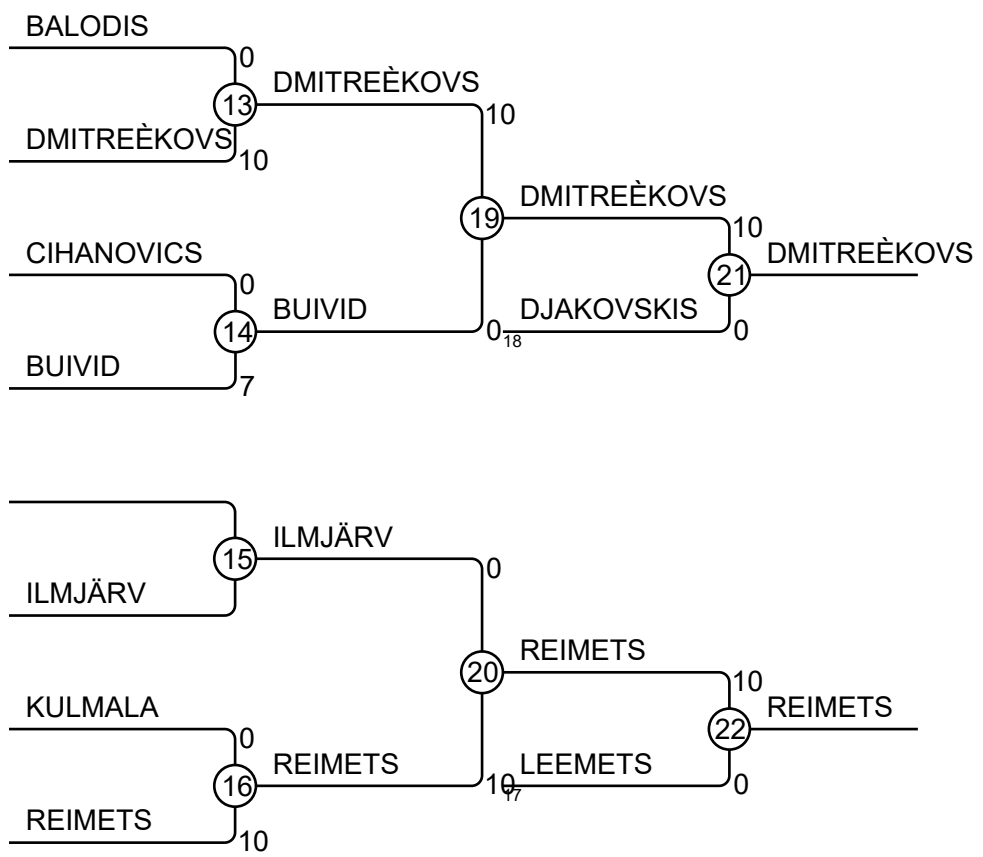 BALODIS
0
13
DMITREÈKOVS
10
DMITREÈKOVS
10
19
DMITREÈKOVS
10
21
DMITREÈKOVS
CIHANOVICS
0
14
BUIVID
0
18
DJAKOVSKIS
0
BUIVID
7
15
ILMJÄRV
0
ILMJÄRV
20
REIMETS
10
22
REIMETS
KULMALA
0
16
REIMETS
10
17
LEEMETS
0
REIMETS
10